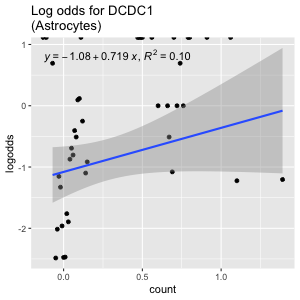 Log odds for DCDC1
(Astrocytes)
y = −1.08 + 0.719 x, R² = 0.10
1
0
-1
-2
logodds
0.0 0.5 1.0
count